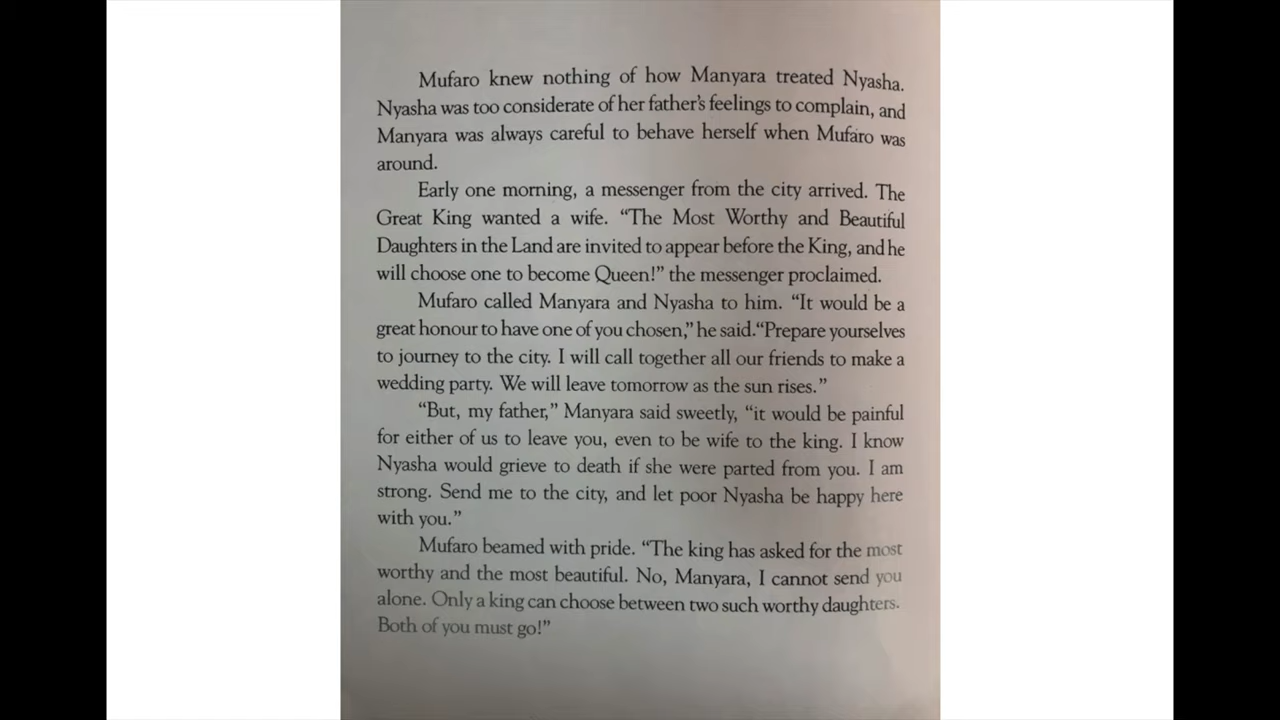 Mufaro knew nothing of how Manyara treated Nyasha.
Nyasha was too considerate of her father's feelings to complain, and
Manyara was always careful to behave herself when Mufaro was
around.
Early one morning, a messenger from the city arrived. The
Great King wanted a wife. “The Most Worthy and Beautiful
Daughters in the Land are invited to appear before the King, and he
will choose one to become Queen!” the messenger proclaimed.
Mufaro called Manyara and Nyasha to him. “It would be a
great honour to have one of you chosen,” he said.“Prepare yourselves
to journey to the city. I will call together all our friends to make a
wedding party. We will leave tomorrow as the sun rises.”
“But, my father,” Manyara said sweetly, “it would be painful
for either of us to leave you, even to be wife to the king. I know
Nyasha would grieve to death if she were parted from you. I am
strong. Send me to the city, and let poor Nyasha be happy here
with you.”
Mufaro beamed with pride. “The king has asked for the most
worthy and the most beautiful. No, Manyara, I cannot send you
alone. Only a king can choose between two such worthy daughters.
Both of you must go!”